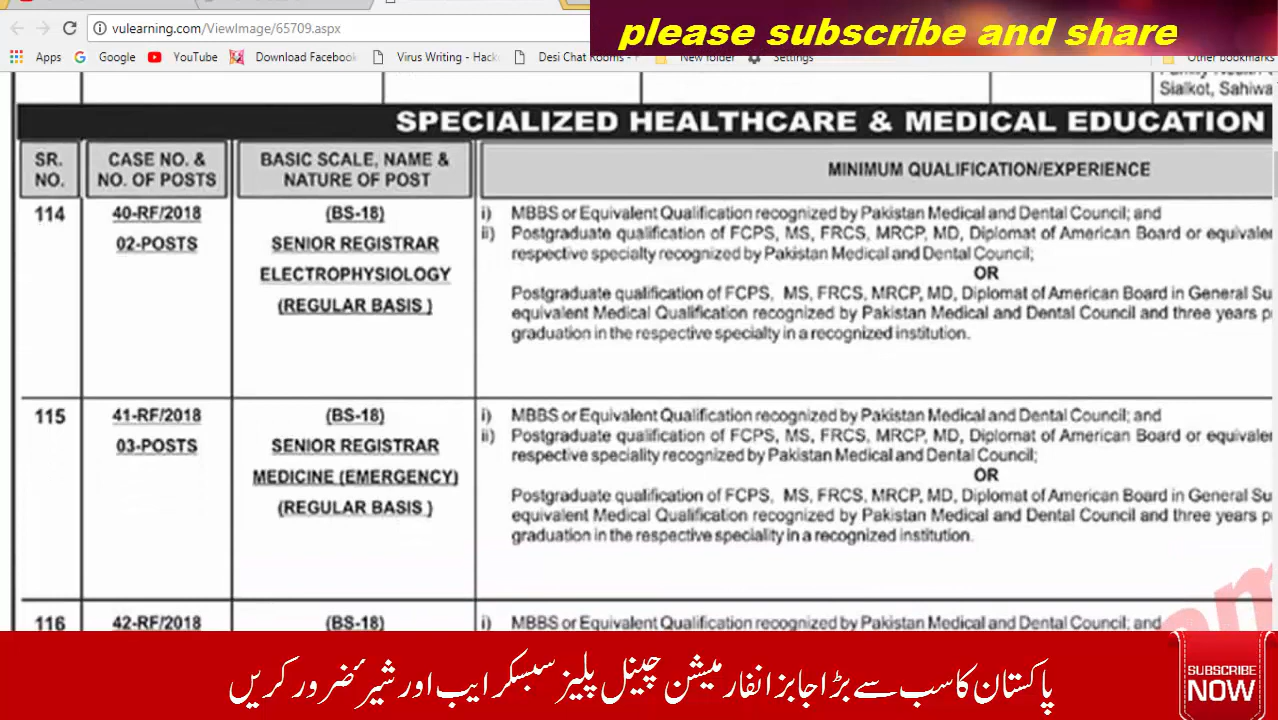 please subscribe and share
vulearning.com/ViewImage/65709.aspx
Apps Google YouTube Download Facebook Virus Writing - Hack Desi Chat Rooms - New folder Settings Other bookmarks
Sialkot, Sahiwa
SPECIALIZED HEALTHCARE & MEDICAL EDUCATION
SR. NO.
CASE NO. & NO. OF POSTS
BASIC SCALE, NAME & NATURE OF POST
MINIMUM QUALIFICATION/EXPERIENCE
114
40-RF/2018
02-POSTS
(BS-18)
SENIOR REGISTRAR
ELECTROPHYSIOLOGY
(REGULAR BASIS )
i) MBBS or Equivalent Qualification recognized by Pakistan Medical and Dental Council; and
ii) Postgraduate qualification of FCPS, MS, FRCS, MRCP, MD, Diplomat of American Board or equivaler
respective specialty recognized by Pakistan Medical and Dental Council;
OR
Postgraduate qualification of FCPS, MS, FRCS, MRCP, MD, Diplomat of American Board in General Su
equivalent Medical Qualification recognized by Pakistan Medical and Dental Council and three years p
graduation in the respective specialty in a recognized institution.
115
41-RF/2018
03-POSTS
(BS-18)
SENIOR REGISTRAR
MEDICINE (EMERGENCY)
(REGULAR BASIS )
i) MBBS or Equivalent Qualification recognized by Pakistan Medical and Dental Council; and
ii) Postgraduate qualification of FCPS, MS, FRCS, MRCP, MD, Diplomat of American Board or equivale
respective speciality recognized by Pakistan Medical and Dental Council;
OR
Postgraduate qualification of FCPS, MS, FRCS, MRCP, MD, Diplomat of American Board in General Su
equivalent Medical Qualification recognized by Pakistan Medical and Dental Council and three years p
graduation in the respective speciality in a recognized institution.
116
42-RF/2018
(BS-18)
i) MBBS or Equivalent Qualification recognized by Pakistan Medical and Dental Council; and
om
پاکستان کا سب سے بڑا جابز انفارمیشن چینل پلیز سبسکرائب اور شیئر ضرور کریں
SUBSCRIBE
NOW